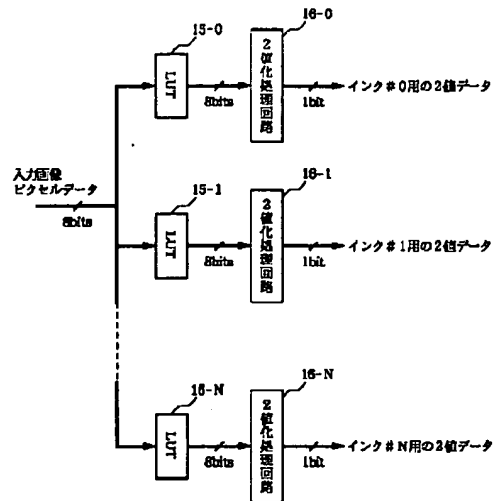 15-0
16-0
LUT
2値化処理回路
8bits
1bit
インク#0用の2値データ
入力画像
ピクセルデータ
8bits
15-1
16-1
LUT
2値化処理回路
8bits
1bit
インク#1用の2値データ
15-N
16-N
LUT
2値化処理回路
8bits
1bit
インク#N用の2値データ